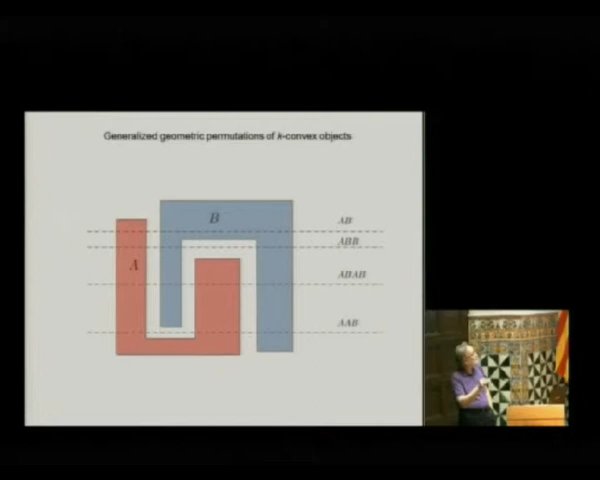 Generalized geometric permutations of k-convex objects
B
AB
ABB
A
ABAB
AAB